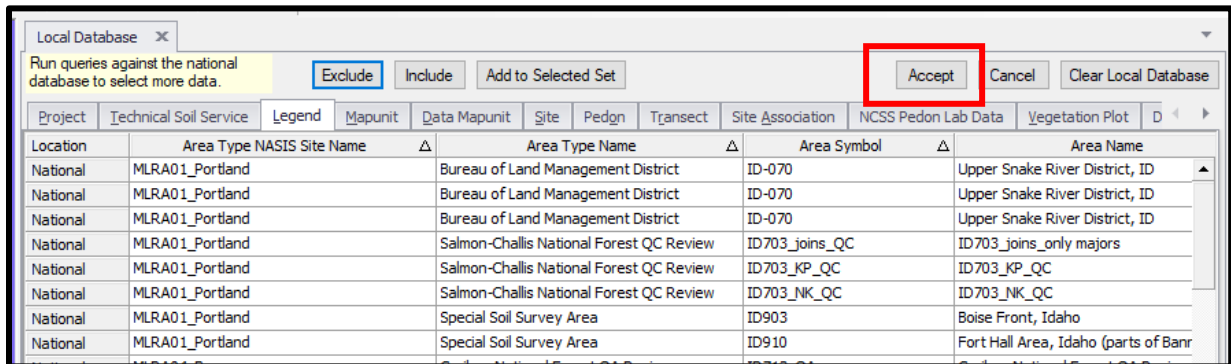 Local Database
Run queries against the national
database to select more data.
Exclude Include Add to Selected Set Accept Cancel Clear Local Database
Project Technical Soil Service Legend Mapunit Data Mapunit Site Pedon Transect Site Association NCSS Pedon Lab Data Vegetation Plot D
Location Area Type NASIS Site Name Area Type Name Area Symbol Area Name
National MLRA01_Portland Bureau of Land Management District ID-070 Upper Snake River District, ID
National MLRA01_Portland Bureau of Land Management District ID-070 Upper Snake River District, ID
National MLRA01_Portland Bureau of Land Management District ID-070 Upper Snake River District, ID
National MLRA01_Portland Salmon-Challis National Forest QC Review ID703_joins_QC ID703_joins_only majors
National MLRA01_Portland Salmon-Challis National Forest QC Review ID703_KP_QC ID703_KP_QC
National MLRA01_Portland Salmon-Challis National Forest QC Review ID703_NK_QC ID703_NK_QC
National MLRA01_Portland Special Soil Survey Area ID903 Boise Front, Idaho
National MLRA01_Portland Special Soil Survey Area ID910 Fort Hall Area, Idaho (parts of Bann